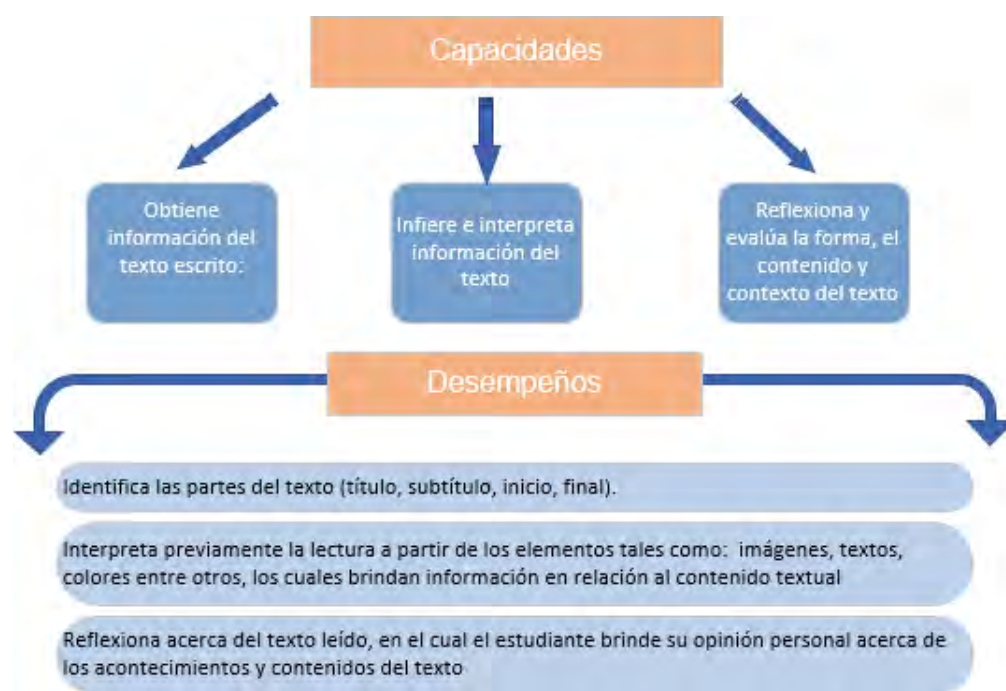 Capacidades
Obtiene
información del
texto escrito:
Infiere e interpreta
información del
texto
Reflexiona y
evalúa la forma, el
contenido y
contexto del texto
Desempeños
Identifica las partes del texto (título, subtítulo, inicio, final).
Interpreta previamente la lectura a partir de los elementos tales como: imágenes, textos,
colores entre otros, los cuales brindan información en relación al contenido textual
Reflexiona acerca del texto leído, en el cual el estudiante brinde su opinión personal acerca de
los acontecimientos y contenidos del texto